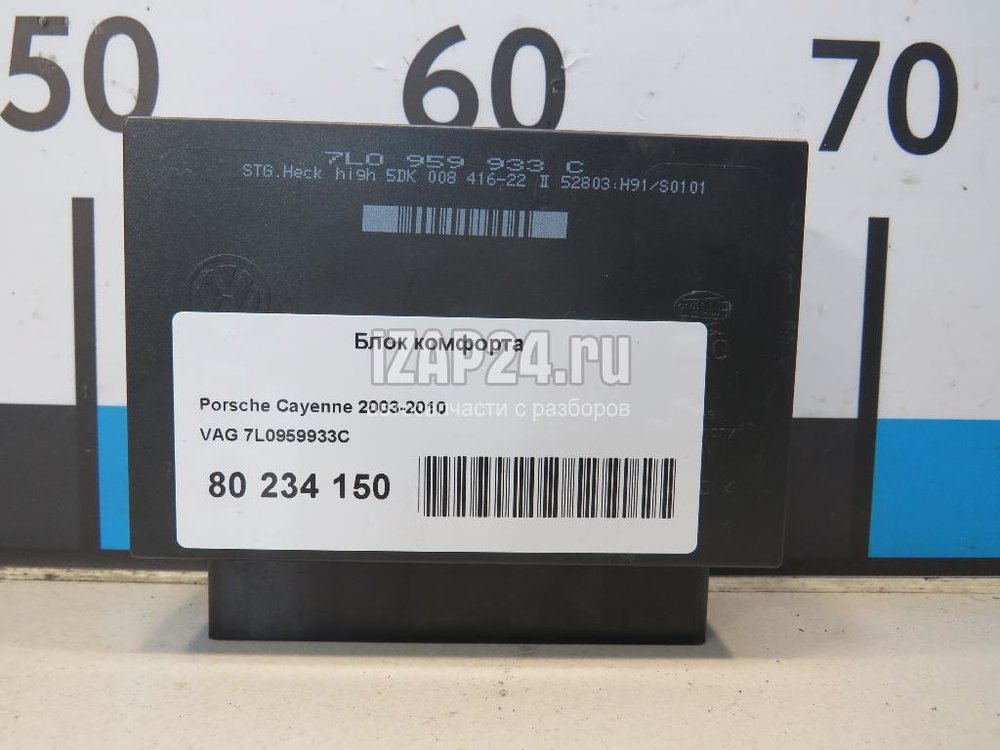 50 60 70
7L0 959 933 C
STG.Heck high 5DK 008 416-22 II 52803:H91/S0101
HELLA
Блок комфорта
IZAP24.ru
с разборов
Porsche Cayenne 2003-2010
VAG 7L0959933C
80 234 150